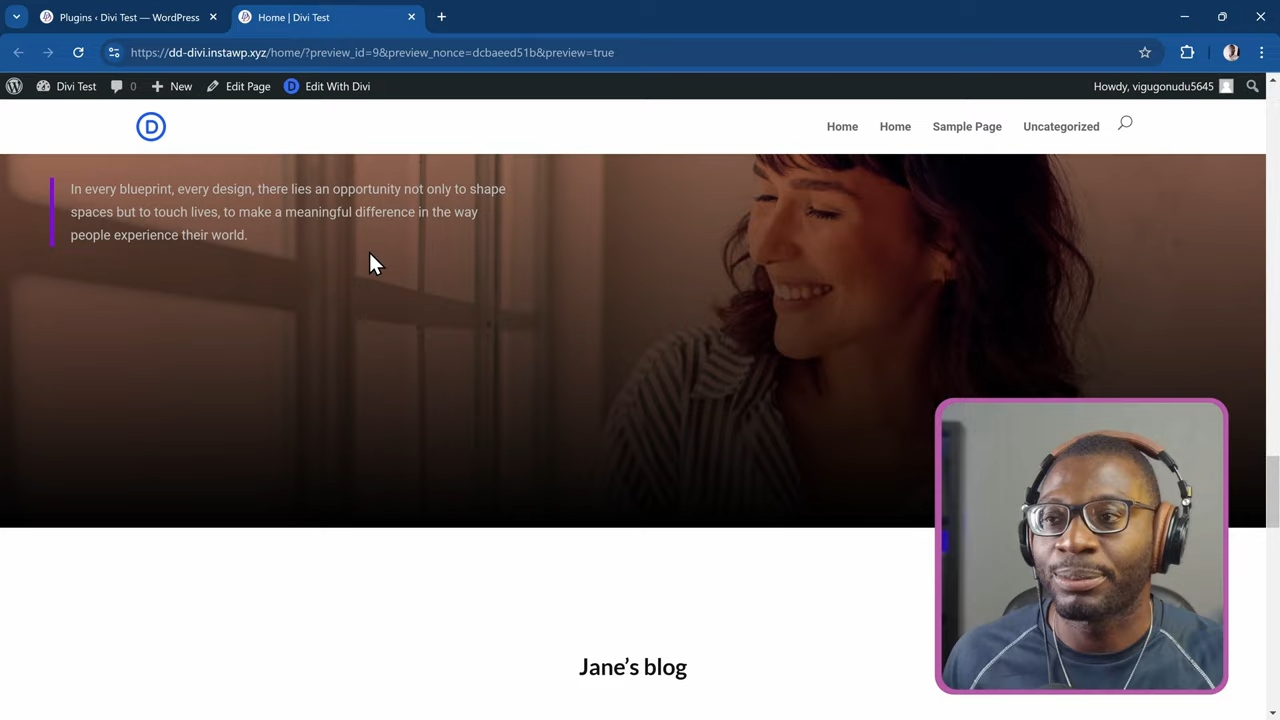 Plugins ‹ Divi Test — WordPress
Home | Divi Test
https://dd-divi.instawp.xyz/home/?preview_id=9&preview_nonce=dcbaeed51b&preview=true
Divi Test
0
New
Edit Page
D
Edit With Divi
Howdy, vigugonudu5645
D
Home
Home
Sample Page
Uncategorized
In every blueprint, every design, there lies an opportunity not only to shape
spaces but to touch lives, to make a meaningful difference in the way
people experience their world.
Jane’s blog